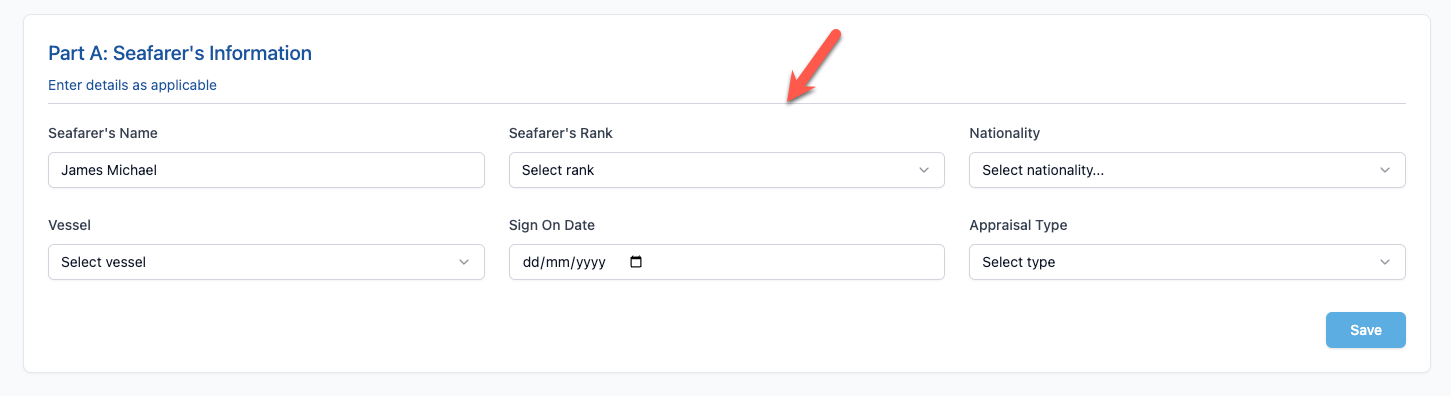 Part A: Seafarer's Information
Enter details as applicable
Seafarer's Name
Seafarer's Rank
Nationality
James Michael
Select rank
Select nationality...
Vessel
Sign On Date
Appraisal Type
Select vessel
dd/mm/yyyy
Select type
Save